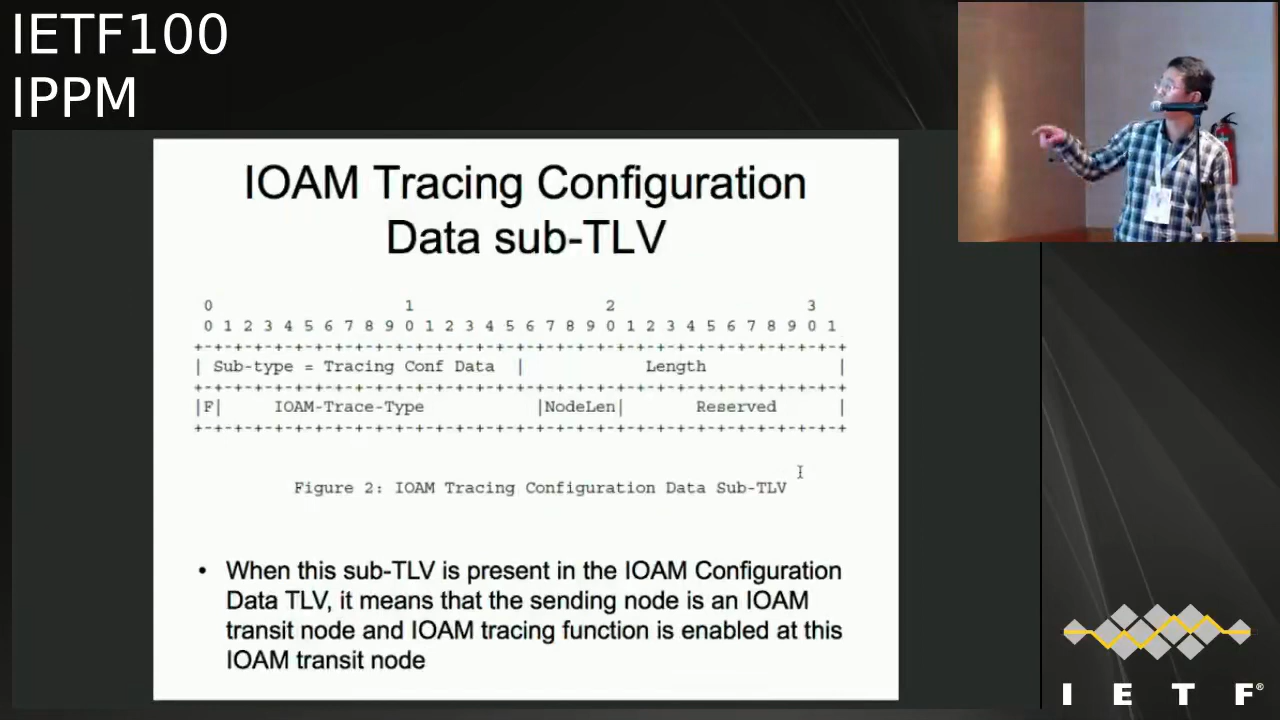 IETF100
IPPM
IOAM Tracing Configuration
Data sub-TLV
0 1 2 3
0 1 2 3 4 5 6 7 8 9 0 1 2 3 4 5 6 7 8 9 0 1 2 3 4 5 6 7 8 9 0 1
+-+-+-+-+-+-+-+-+-+-+-+-+-+-+-+-+-+-+-+-+-+-+-+-+-+-+-+-+-+-+-+-+
| Sub-type = Tracing Conf Data | Length |
+-+-+-+-+-+-+-+-+-+-+-+-+-+-+-+-+-+-+-+-+-+-+-+-+-+-+-+-+-+-+-+-+
|F| IOAM-Trace-Type |NodeLen| Reserved |
+-+-+-+-+-+-+-+-+-+-+-+-+-+-+-+-+-+-+-+-+-+-+-+-+-+-+-+-+-+-+-+-+
Figure 2: IOAM Tracing Configuration Data Sub-TLV
• When this sub-TLV is present in the IOAM Configuration
Data TLV, it means that the sending node is an IOAM
transit node and IOAM tracing function is enabled at this
IOAM transit node
I E T F®